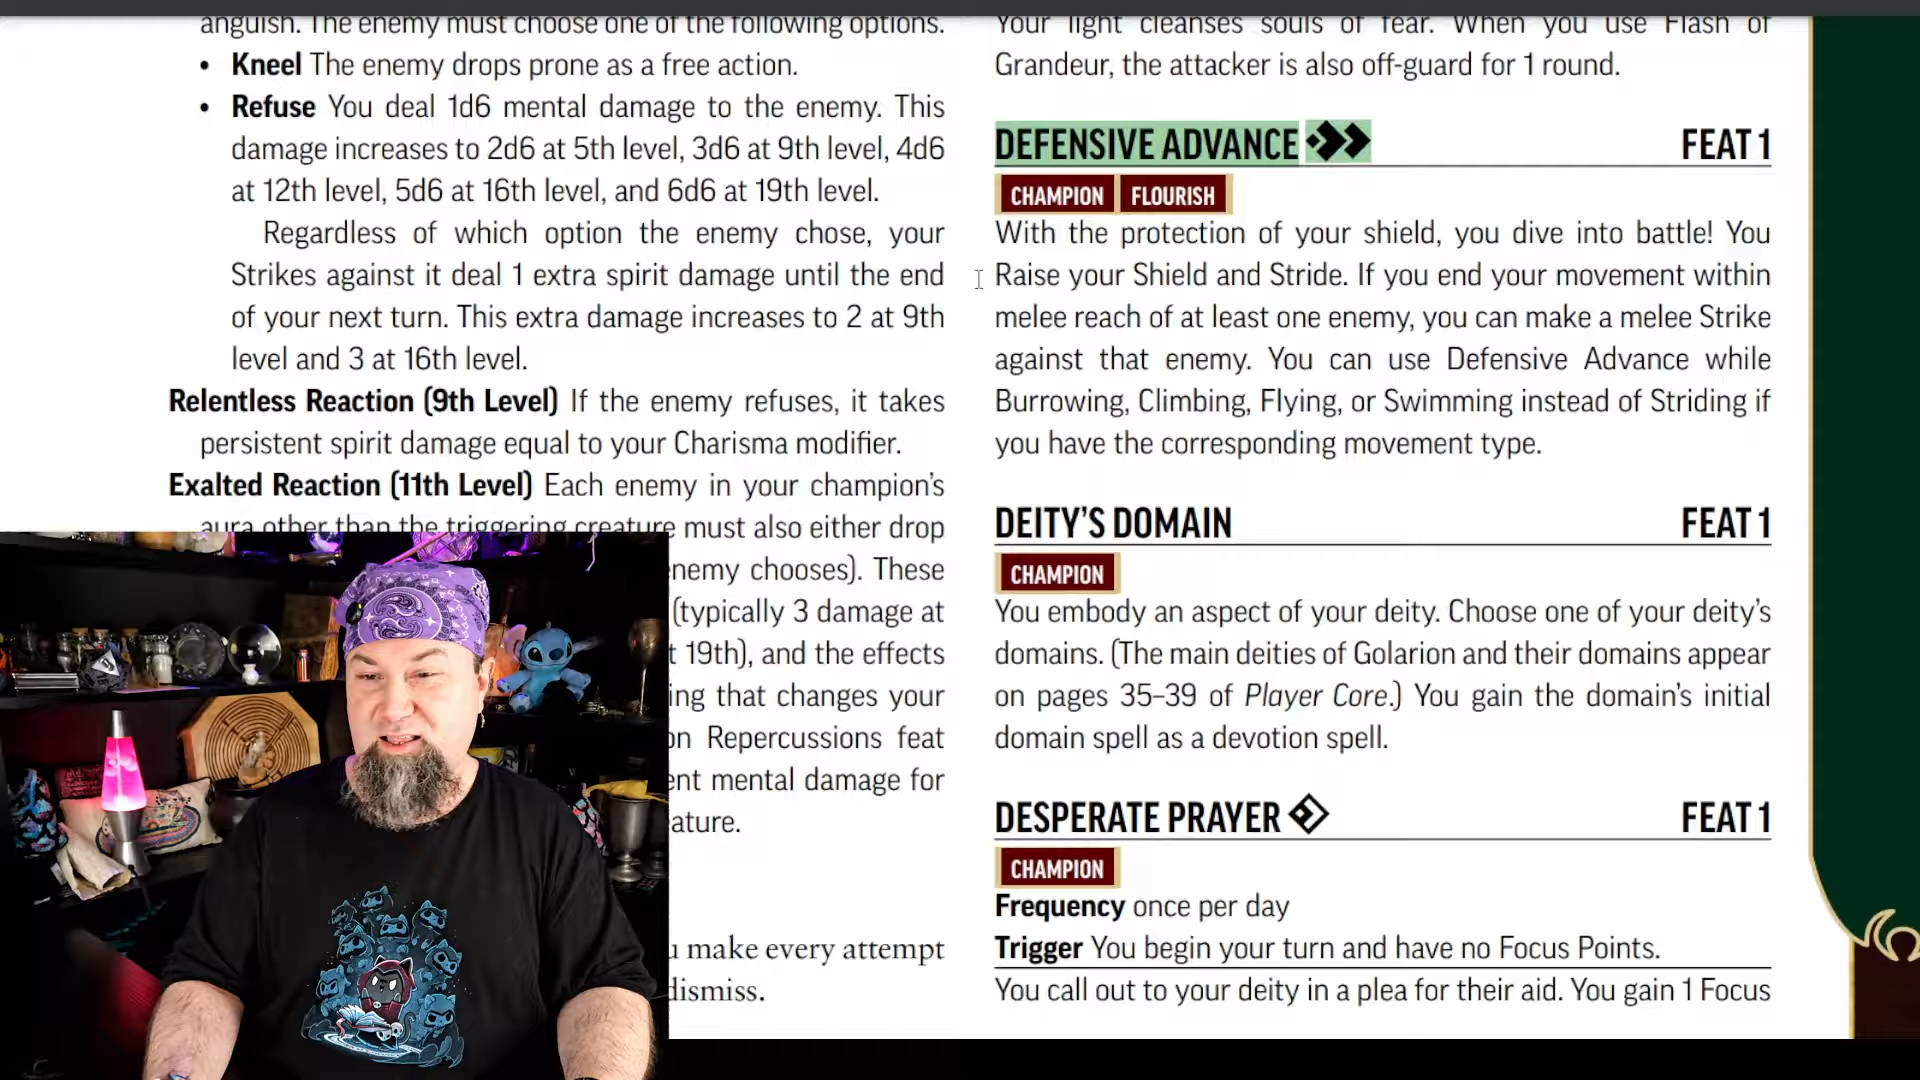 anguish. The enemy must choose one of the following options.
• Kneel The enemy drops prone as a free action.
• Refuse You deal 1d6 mental damage to the enemy. This
damage increases to 2d6 at 5th level, 3d6 at 9th level, 4d6
at 12th level, 5d6 at 16th level, and 6d6 at 19th level.
Regardless of which option the enemy chose, your
Strikes against it deal 1 extra spirit damage until the end
of your next turn. This extra damage increases to 2 at 9th
level and 3 at 16th level.
Relentless Reaction (9th Level) If the enemy refuses, it takes
persistent spirit damage equal to your Charisma modifier.
Exalted Reaction (11th Level) Each enemy in your champion's
aura other than the triggering creature must also either drop
enemy chooses). These
(typically 3 damage at
19th), and the effects
that changes your
Repercussions feat
mental damage for
make every attempt
dismiss.
Your light cleanses souls of fear. When you use Flash of
Grandeur, the attacker is also off-guard for 1 round.
DEFENSIVE ADVANCE FEAT 1
CHAMPION FLOURISH
With the protection of your shield, you dive into battle! You
Raise your Shield and Stride. If you end your movement within
melee reach of at least one enemy, you can make a melee Strike
against that enemy. You can use Defensive Advance while
Burrowing, Climbing, Flying, or Swimming instead of Striding if
you have the corresponding movement type.
DEITY'S DOMAIN FEAT 1
CHAMPION
You embody an aspect of your deity. Choose one of your deity's
domains. (The main deities of Golarion and their domains appear
on pages 35–39 of Player Core.) You gain the domain's initial
domain spell as a devotion spell.
DESPERATE PRAYER FEAT 1
CHAMPION
Frequency once per day
Trigger You begin your turn and have no Focus Points.
You call out to your deity in a plea for their aid. You gain 1 Focus